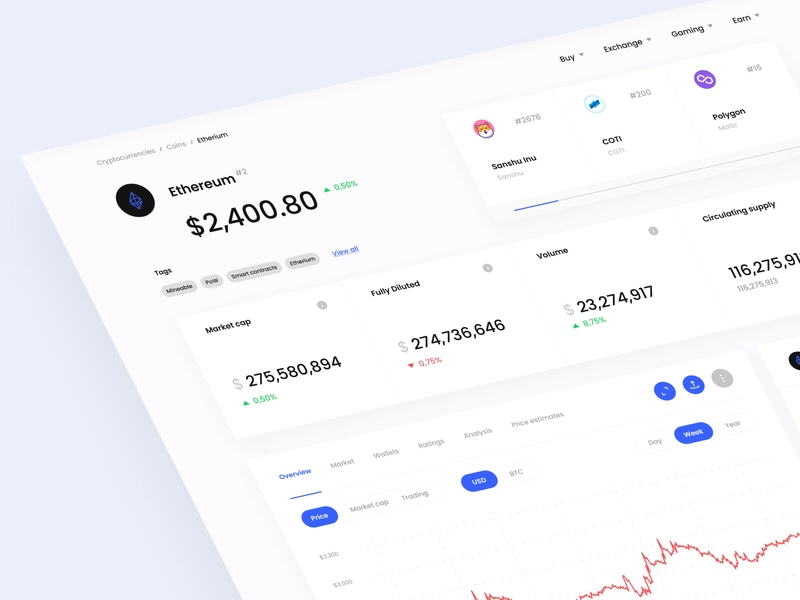 Buy Exchange Gaming Earn
Cryptocurrencies / Coins / Etherium
Ethereum #2
$2,400.80 0,50%
Tags
Mineable PoW Smart contracts Etherium View all
#2678 #200 #16
Sanshu Inu COTI Polygon
Sanshu COTI Matic
Market cap Fully Diluted Volume Circulating supply
$ 275,580,894 $ 274,736,646 $ 23,274,917
0,50% 0,75% 8,75%
116,275,913
Overview Market Wallets Ratings Analysis Price estimates
Price Market cap Trading USD BTC Day Week Year
$3,300
$3,000